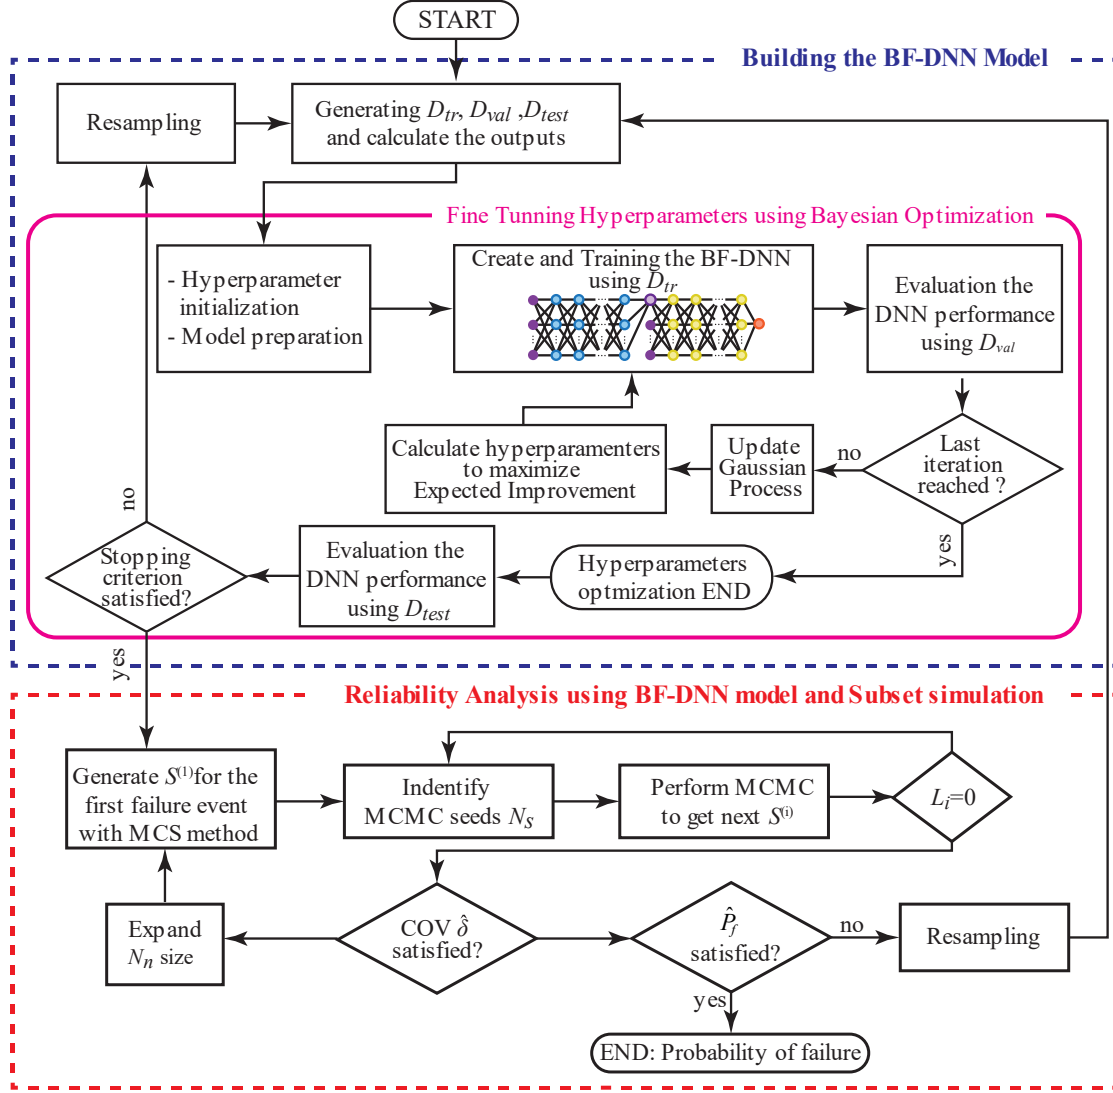 START
Building the BF-DNN Model
Resampling
Generating D_tr, D_val ,D_test
and calculate the outputs
Fine Tunning Hyperparameters using Bayesian Optimization
- Hyperparameter
initialization
- Model preparation
Create and Training the BF-DNN
using D_tr
Evaluation the
DNN performance
using D_val
Calculate hyperparamenters
to maximize
Expected Improvement
Update
Gaussian
Process
no
Last
iteration
reached ?
no
yes
Stopping
criterion
satisfied?
Evaluation the
DNN performance
using D_test
Hyperparameters
optmization END
yes
Reliability Analysis using BF-DNN model and Subset simulation
Generate S^(1) for the
first failure event
with MCS method
Indentify
MCMC seeds N_s
Perform MCMC
to get next S^(i)
L_i=0
Expand
N_n size
COV δ̂
satisfied?
P̂_f
satisfied?
no
Resampling
yes
END: Probability of failure